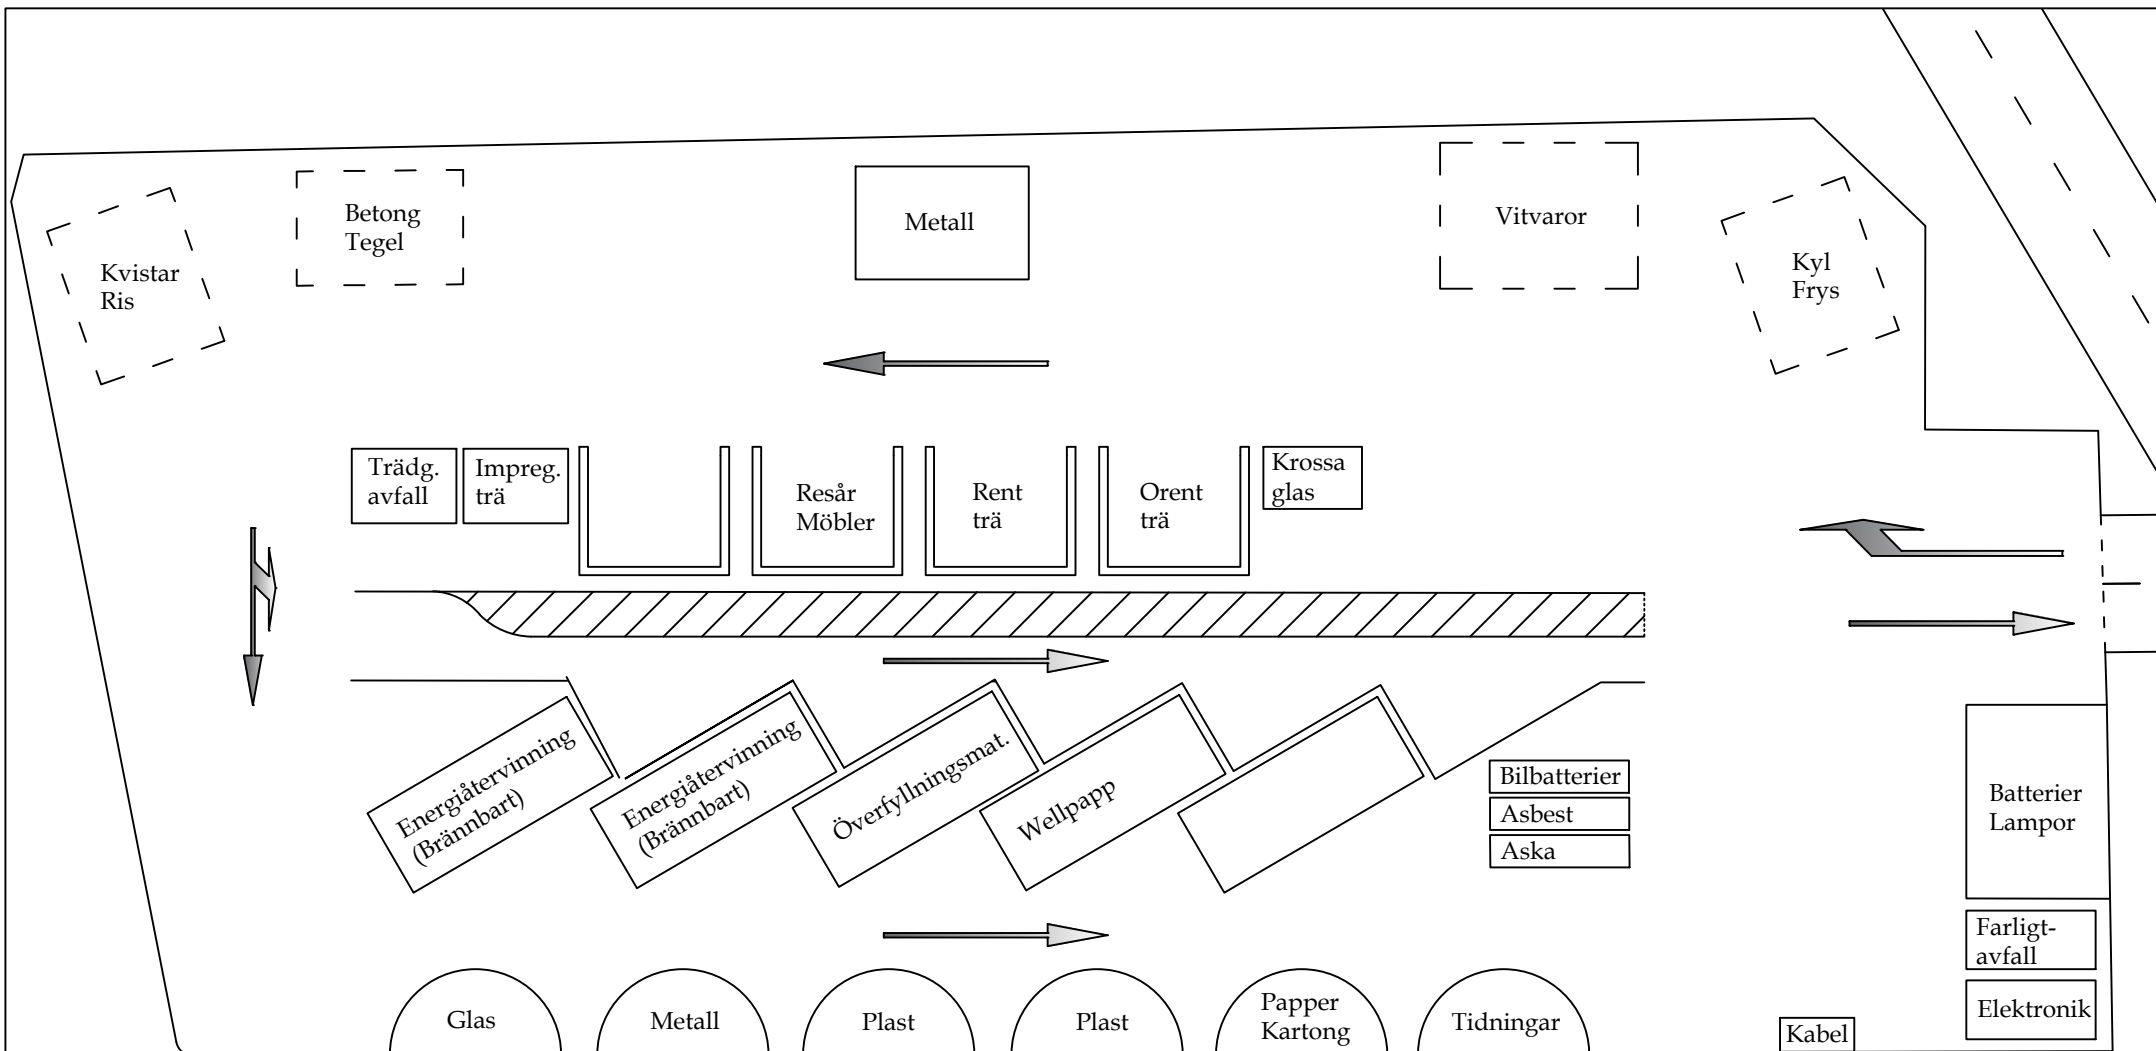 Betong
Tegel
Metall
Vitvaror
Kvistar
Ris
Kyl
Frys
Trädg.
avfall
Impreg.
trä
Resår
Möbler
Rent
trä
Orent
trä
Krossa
glas
Energiåtervinning
(Brännbart)
Energiåtervinning
(Brännbart)
Överfyllningsmat.
Wellpapp
Bilbatterier
Asbest
Aska
Batterier
Lampor
Farligt-
avfall
Elektronik
Kabel
Glas
Metall
Plast
Plast
Papper
Kartong
Tidningar